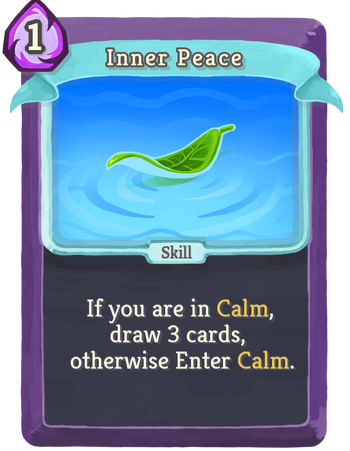 1
Inner Peace
Skill
If you are in Calm,
draw 3 cards,
otherwise Enter Calm.